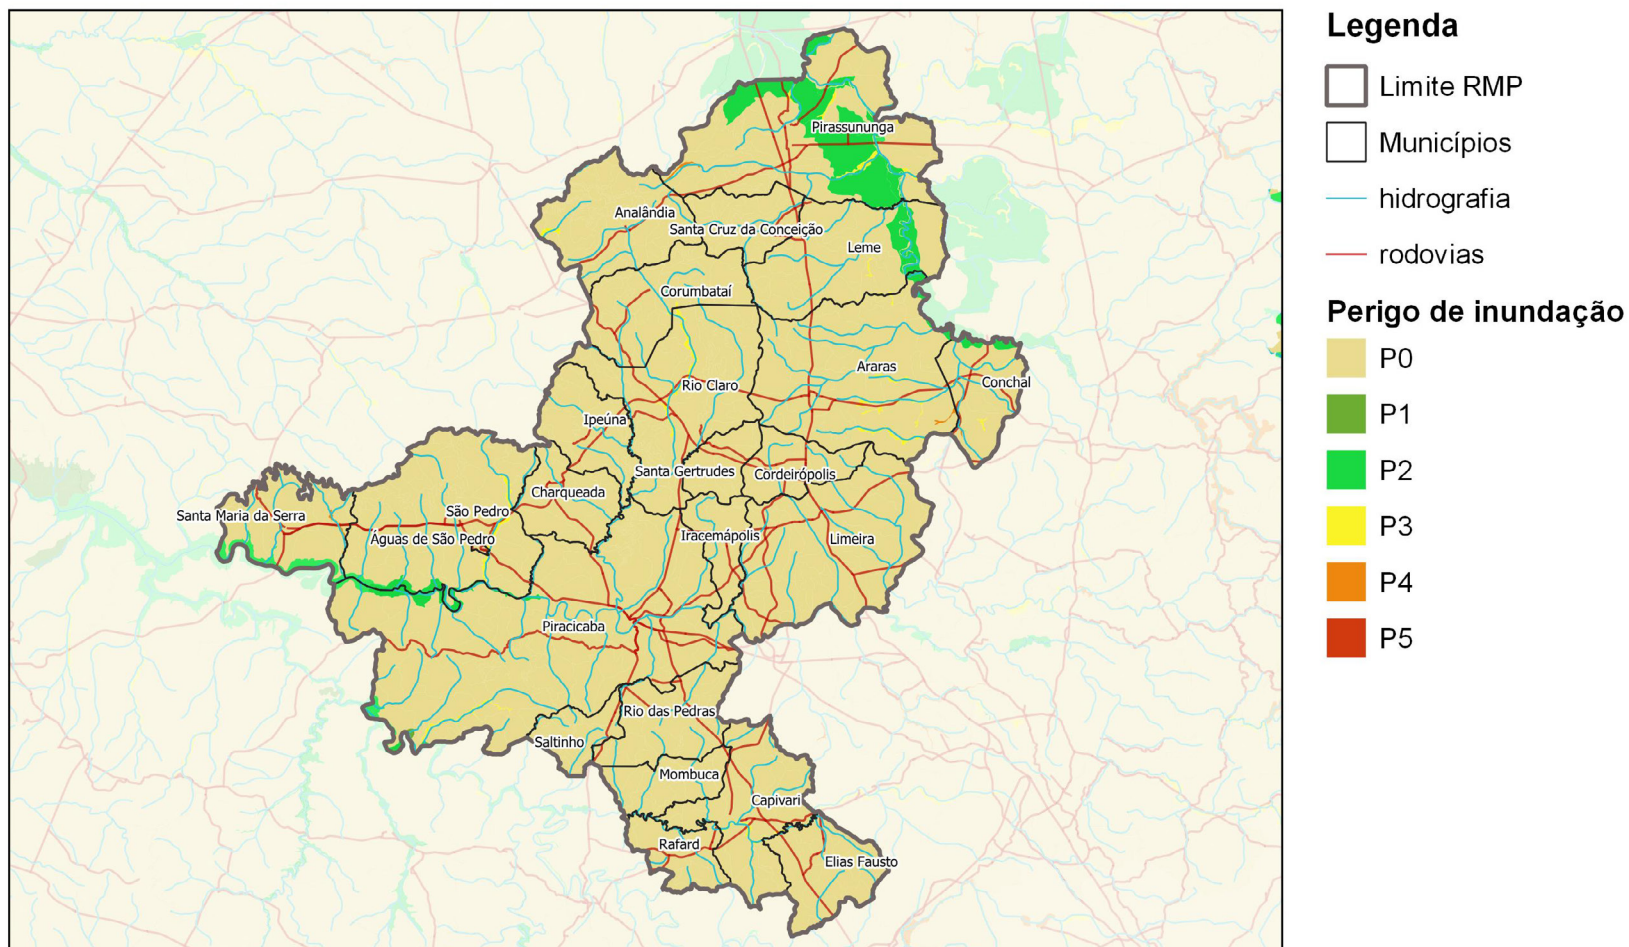 Legenda
Limite RMP
Municípios
hidrografia
rodovias
Perigo de inundação
P0
P1
P2
P3
P4
P5
Pirassununga
Analândia
Santa Cruz da Conceição
Leme
Corumbataí
Araras
Rio Claro
Conchal
Ipeúna
Santa Gertrudes
Cordeirópolis
Charqueada
São Pedro
Santa Maria da Serra
Águas de São Pedro
Iracemápolis
Limeira
Piracicaba
Rio das Pedras
Saltinho
Mombuca
Capivari
Rafard
Elias Fausto